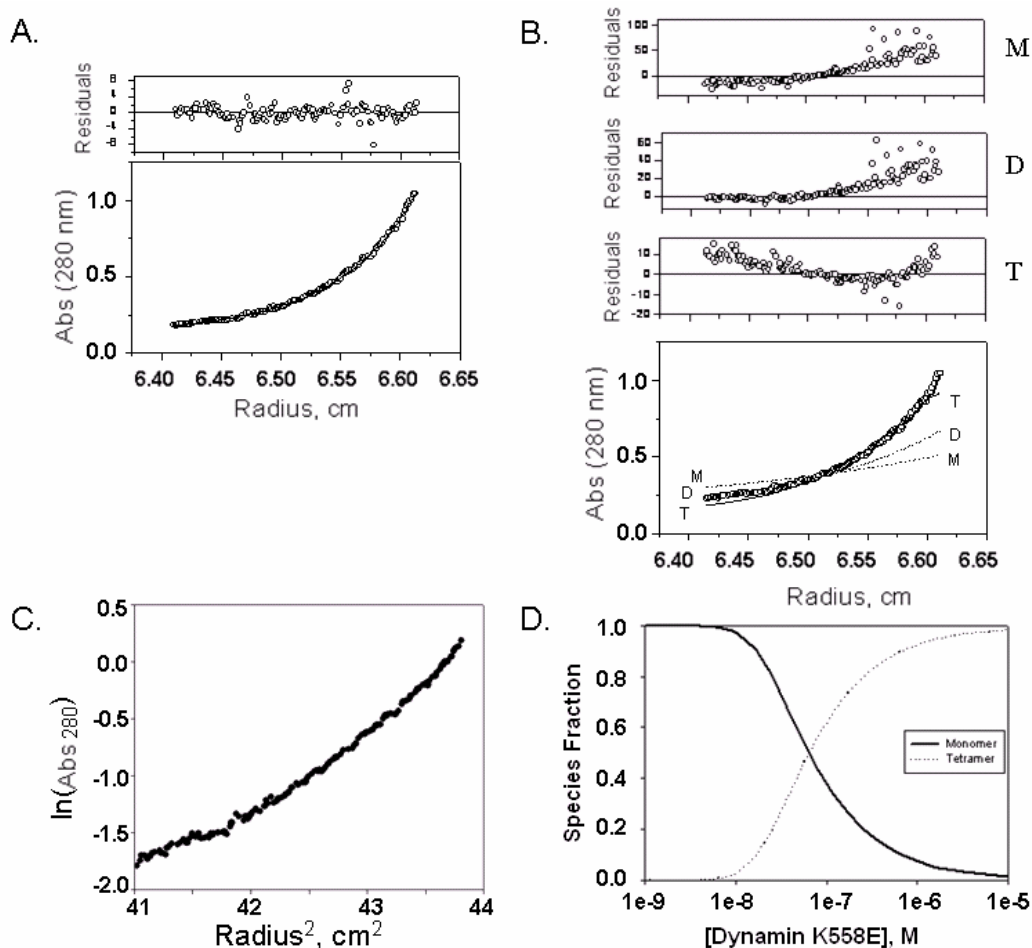 A.
Residuals
8
4
0
-4
-8
Abs (280 nm)
1.0
0.5
0.0
6.40 6.45 6.50 6.55 6.60 6.65
Radius, cm
B.
Residuals
100
50
0
M
Residuals
60
40
20
0
D
Residuals
10
0
-10
-20
T
Abs (280 nm)
1.0
0.5
0.0
M
D
T
T
D
M
6.40 6.45 6.50 6.55 6.60 6.65
Radius, cm
C.
ln(Abs 280)
0.5
0.0
-0.5
-1.0
-1.5
-2.0
41 42 43 44
Radius², cm²
D.
Species Fraction
1.0
0.8
0.6
0.4
0.2
0.0
Monomer
Tetramer
1e-9 1e-8 1e-7 1e-6 1e-5
[Dynamin K558E], M